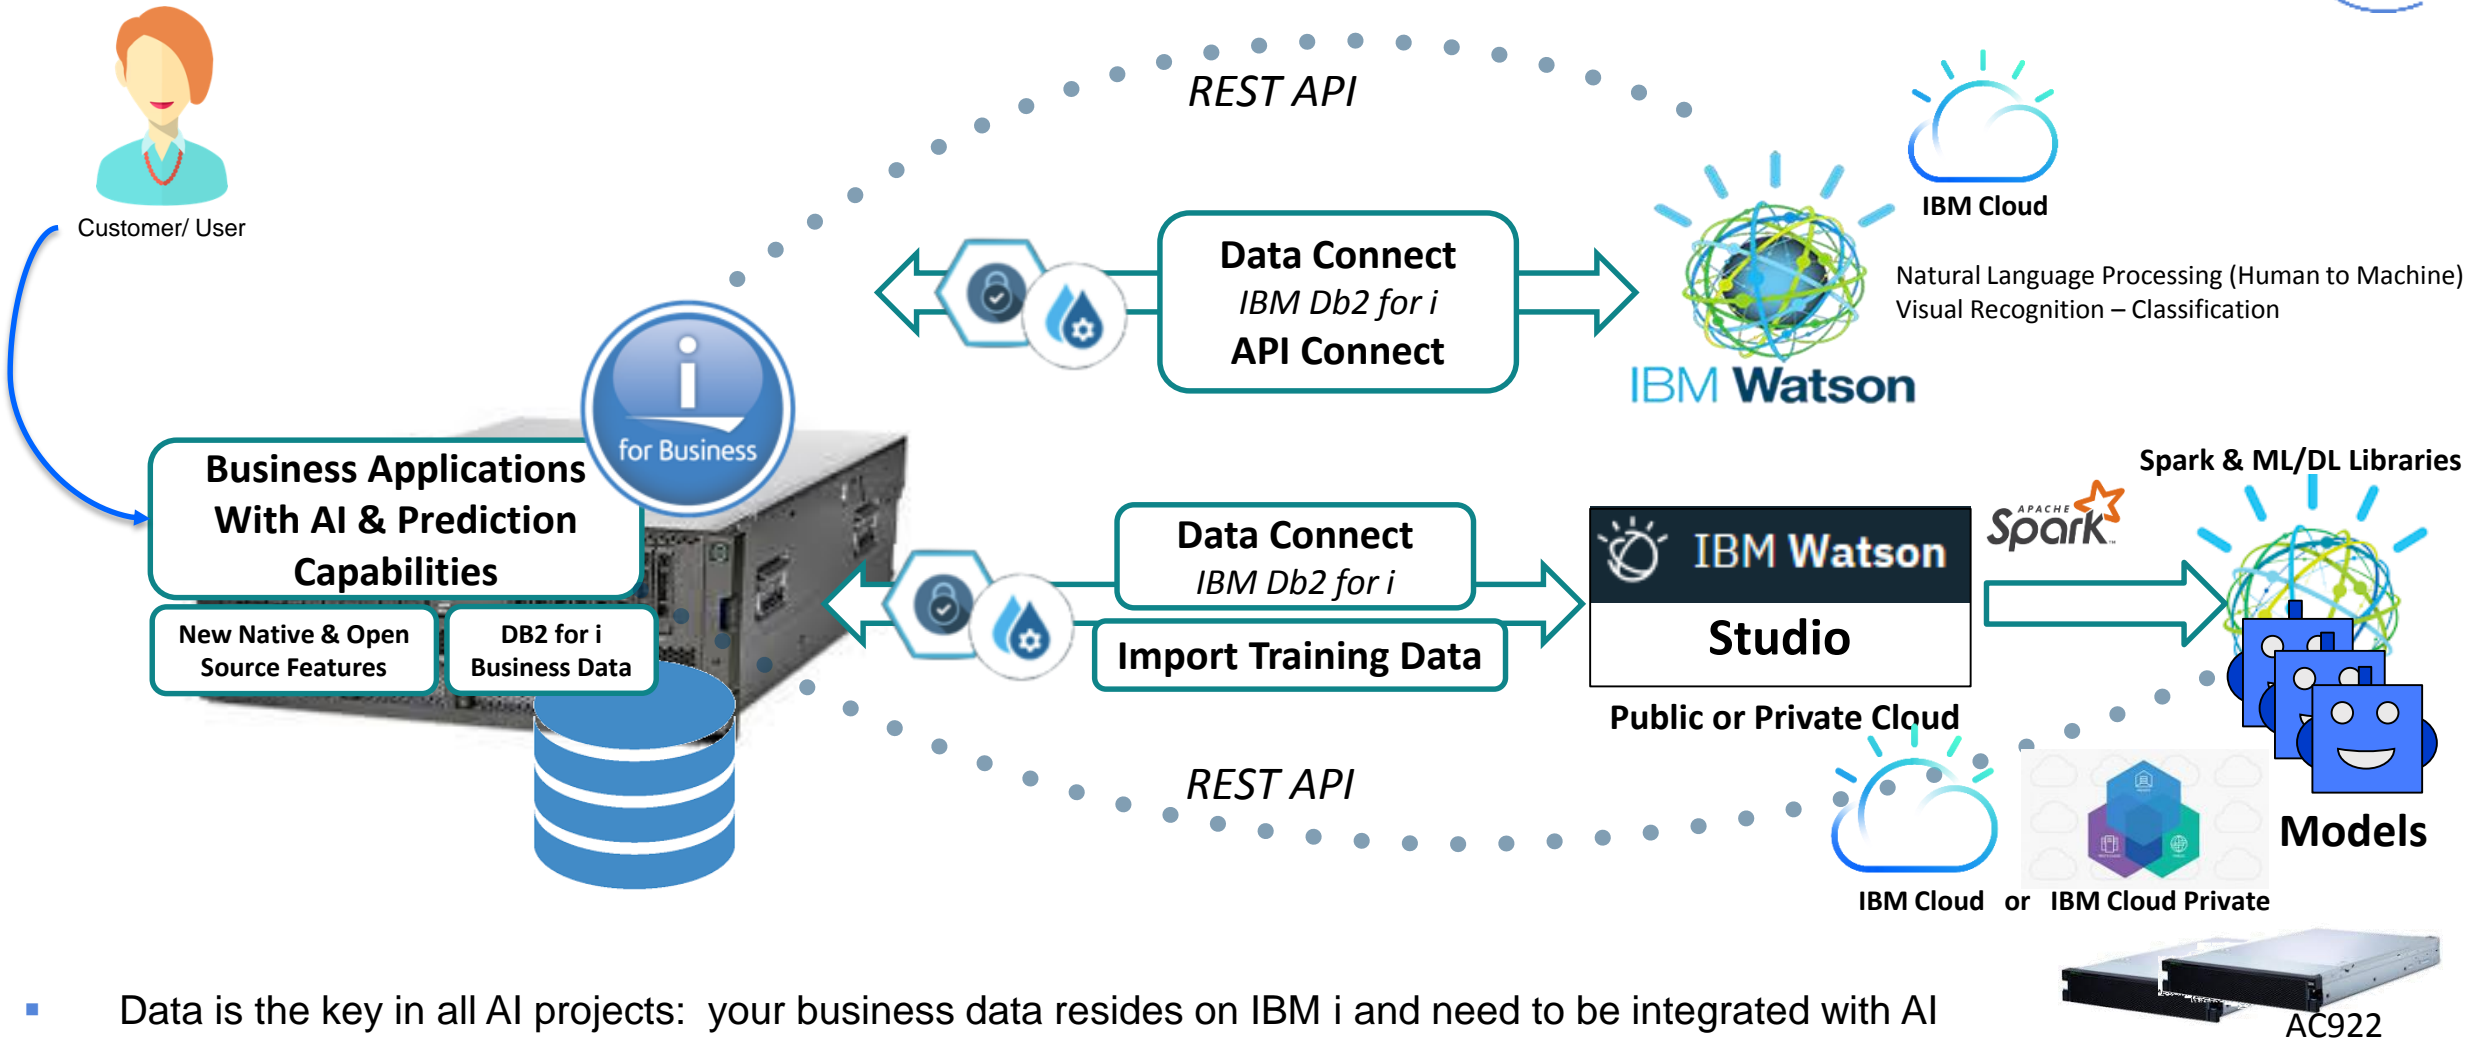 REST API
Customer/ User
IBM Cloud
Data Connect
IBM Db2 for i
API Connect
Natural Language Processing (Human to Machine)
Visual Recognition – Classification
IBM Watson
i
for Business
Business Applications
With AI & Prediction
Capabilities
New Native & Open
Source Features
DB2 for i
Business Data
Data Connect
IBM Db2 for i
Import Training Data
IBM Watson
Studio
APACHE
Spark
Spark & ML/DL Libraries
Public or Private Cloud
REST API
Models
IBM Cloud or IBM Cloud Private
AC922
Data is the key in all AI projects: your business data resides on IBM i and need to be integrated with AI